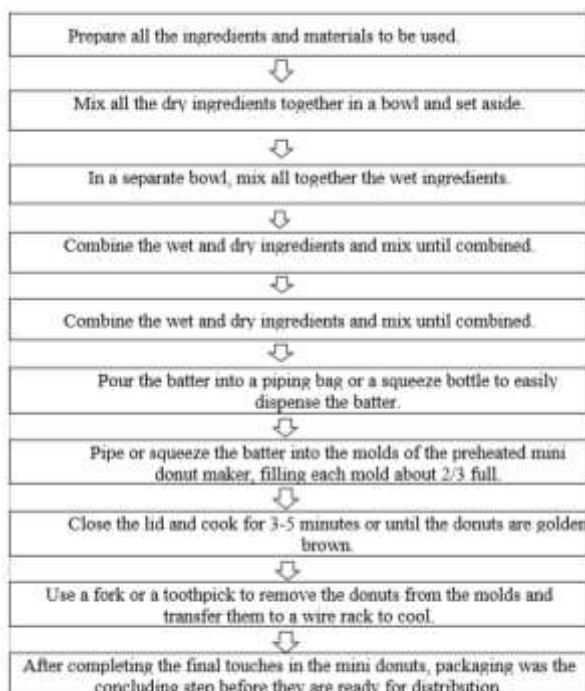 Prepare all the ingredients and materials to be used.
Mix all the dry ingredients together in a bowl and set aside.
In a separate bowl, mix all together the wet ingredients.
Combine the wet and dry ingredients and mix until combined.
Combine the wet and dry ingredients and mix until combined.
Pour the batter into a piping bag or a squeeze bottle to easily
dispense the batter.
Pipe or squeeze the batter into the molds of the preheated mini
donut maker, filling each mold about 2/3 full.
Close the lid and cook for 3-5 minutes or until the donuts are golden
brown.
Use a fork or a toothpick to remove the donuts from the molds and
transfer them to a wire rack to cool.
After completing the final touches in the mini donuts, packaging was the
concluding step before they are ready for distribution